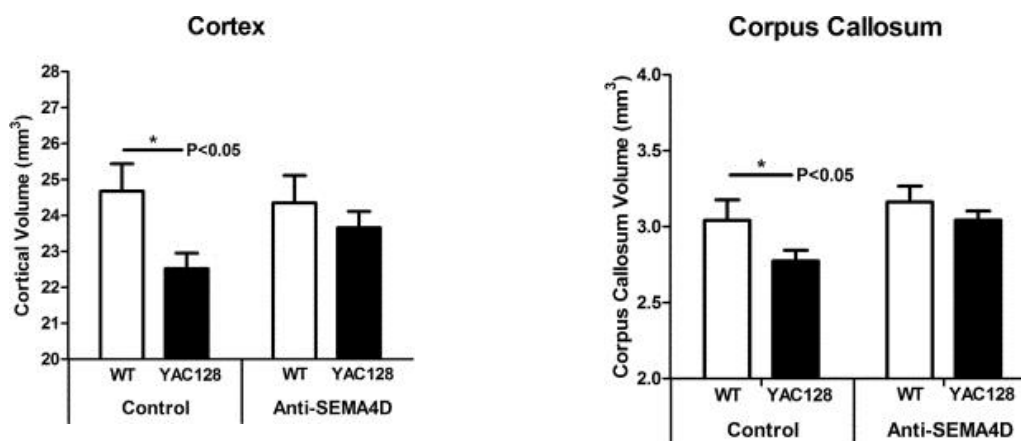 Cortex
Cortical Volume (mm³)
28
27
26
25
24
23
22
21
20
*
P<0.05
WT YAC128 WT YAC128
Control Anti-SEMA4D
Corpus Callosum
Corpus Callosum Volume (mm³)
4.0
3.5
3.0
2.5
2.0
*
P<0.05
WT YAC128 WT YAC128
Control Anti-SEMA4D